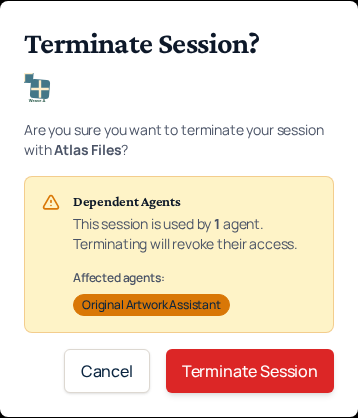 Terminate Session?
Are you sure you want to terminate your session
with Atlas Files?
Dependent Agents
This session is used by 1 agent.
Terminating will revoke their access.
Affected agents:
Original Artwork Assistant
Cancel
Terminate Session